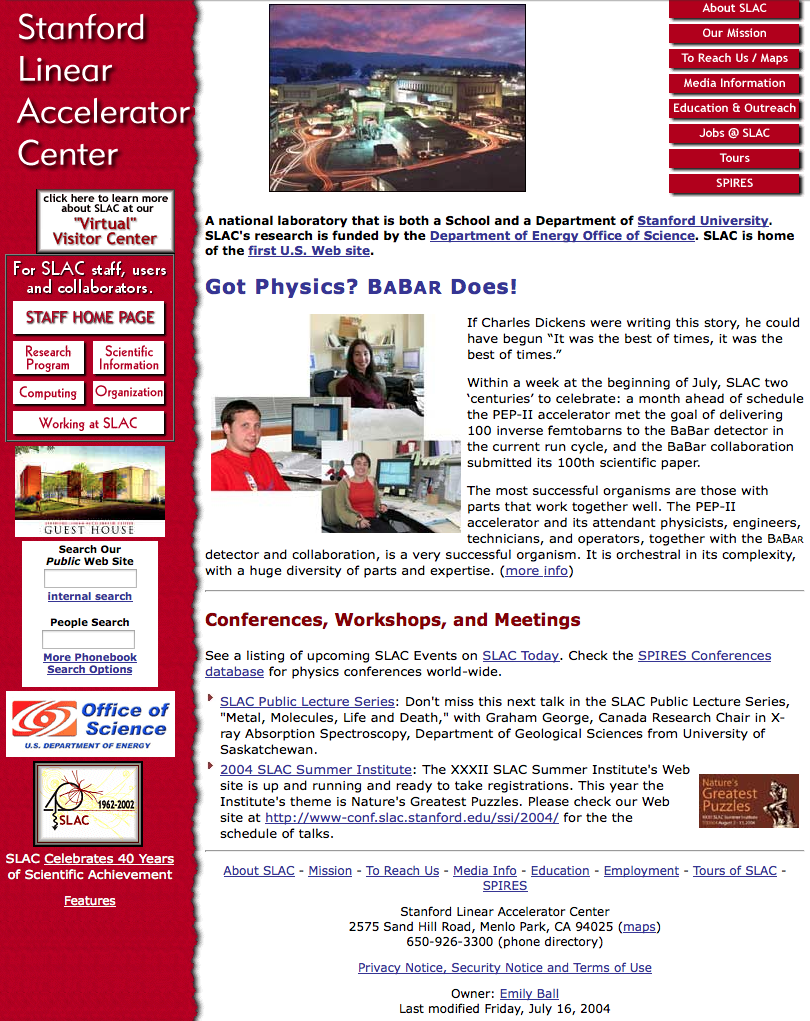 Stanford
Linear
Accelerator
Center
click here to learn more
about SLAC at our
"Virtual"
Visitor Center
For SLAC staff, users
and collaborators.
STAFF HOME PAGE
Research
Program
Scientific
Information
Computing
Organization
Working at SLAC
STANFORD LINEAR ACCELERATOR CENTER
GUEST HOUSE
Search Our
Public Web Site
internal search
People Search
More Phonebook
Search Options
Office of
Science
U.S. DEPARTMENT OF ENERGY
1962-2002
SLAC
SLAC Celebrates 40 Years
of Scientific Achievement
Features
About SLAC
Our Mission
To Reach Us / Maps
Media Information
Education & Outreach
Jobs @ SLAC
Tours
SPIRES
A national laboratory that is both a School and a Department of Stanford University.
SLAC's research is funded by the Department of Energy Office of Science. SLAC is home
of the first U.S. Web site.
Got Physics? BABAR Does!
If Charles Dickens were writing this story, he could
have begun “It was the best of times, it was the
best of times.”
Within a week at the beginning of July, SLAC two
‘centuries’ to celebrate: a month ahead of schedule
the PEP-II accelerator met the goal of delivering
100 inverse femtobarns to the BaBar detector in
the current run cycle, and the BaBar collaboration
submitted its 100th scientific paper.
The most successful organisms are those with
parts that work together well. The PEP-II
accelerator and its attendant physicists, engineers,
technicians, and operators, together with the BABAR
detector and collaboration, is a very successful organism. It is orchestral in its complexity,
with a huge diversity of parts and expertise. (more info)
Conferences, Workshops, and Meetings
See a listing of upcoming SLAC Events on SLAC Today. Check the SPIRES Conferences
database for physics conferences world-wide.
SLAC Public Lecture Series: Don't miss this next talk in the SLAC Public Lecture Series,
"Metal, Molecules, Life and Death," with Graham George, Canada Research Chair in X-
ray Absorption Spectroscopy, Department of Geological Sciences from University of
Saskatchewan.
2004 SLAC Summer Institute: The XXXII SLAC Summer Institute's Web
site is up and running and ready to take registrations. This year the
Institute's theme is Nature's Greatest Puzzles. Please check our Web
site at http://www-conf.slac.stanford.edu/ssi/2004/ for the the
schedule of talks.
Nature's
Greatest
Puzzles
About SLAC - Mission - To Reach Us - Media Info - Education - Employment - Tours of SLAC -
SPIRES
Stanford Linear Accelerator Center
2575 Sand Hill Road, Menlo Park, CA 94025 (maps)
650-926-3300 (phone directory)
Privacy Notice, Security Notice and Terms of Use
Owner: Emily Ball
Last modified Friday, July 16, 2004